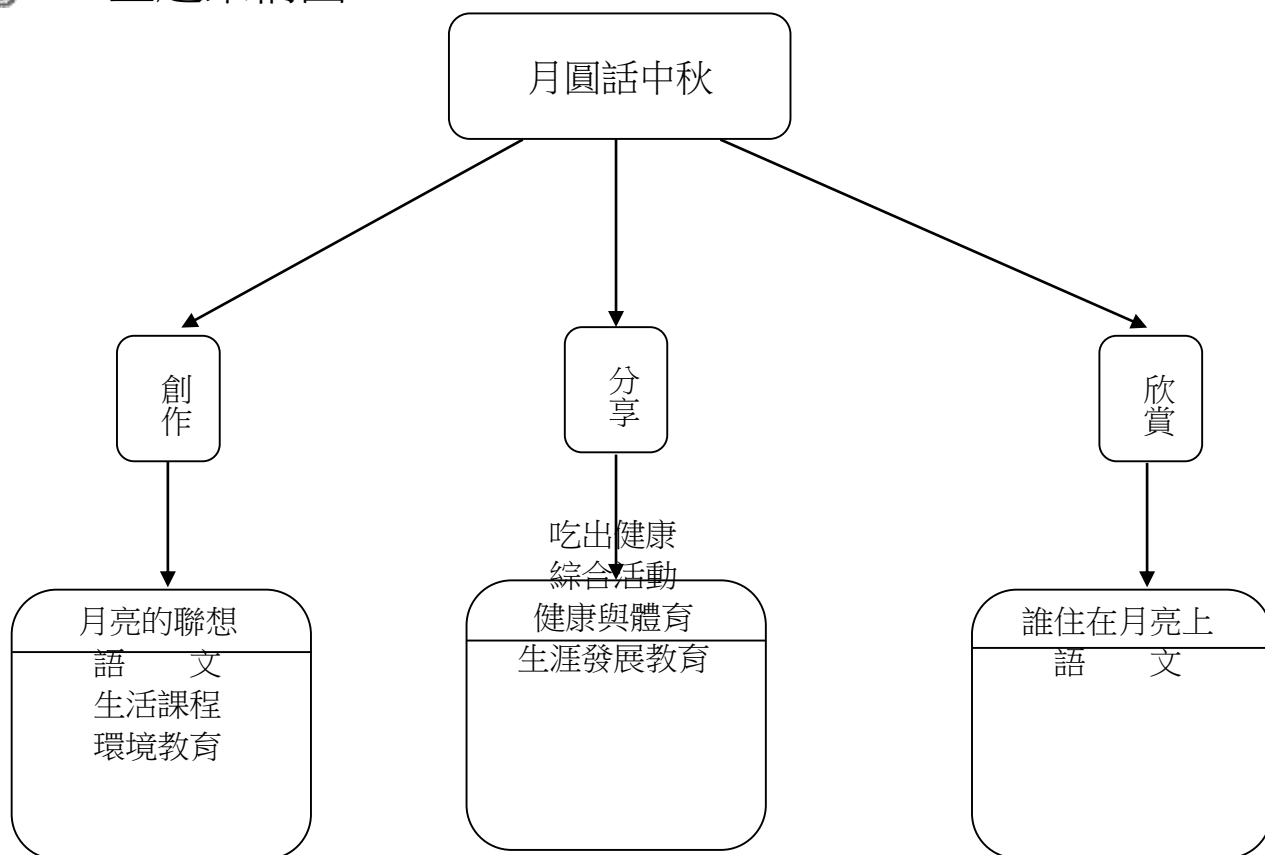 月圓話中秋
創作
分享
欣賞
月亮的聯想
語　　文
生活課程
環境教育
吃出健康
綜合活動
健康與體育
生涯發展教育
誰住在月亮上
語　　文